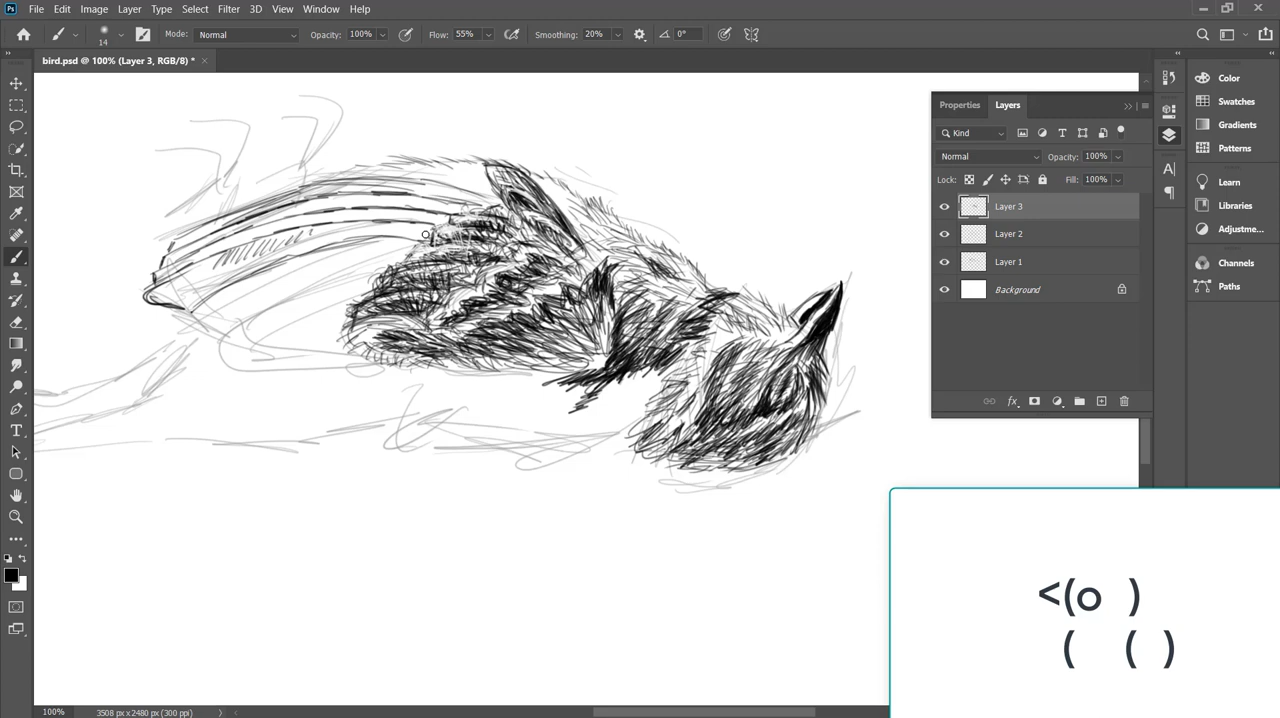 Ps File Edit Image Layer Type Select Filter 3D View Window Help
14 Mode: Normal Opacity: 100% Flow: 55% Smoothing: 20% 0°
bird.psd @ 100% (Layer 3, RGB/8) * ×
Properties Layers
Kind
Normal Opacity: 100%
Lock: Fill: 100%
Layer 3
Layer 2
Layer 1
Background
fx
Color
Swatches
Gradients
Patterns
Learn
Libraries
Adjustme...
Channels
Paths
<(o )
( ( )
100% 3508 px x 2480 px (300 ppi)